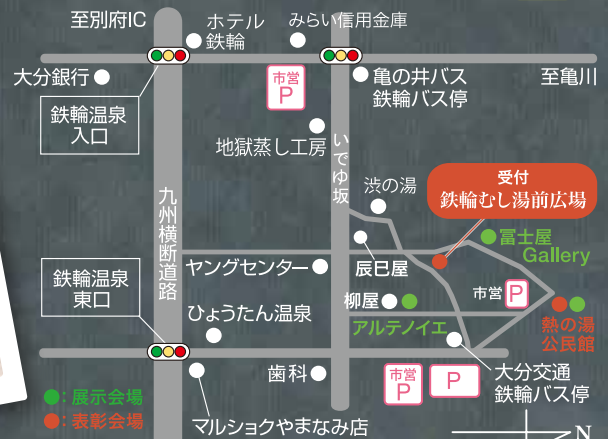 至別府IC
ホテル
鉄輪
みらい信用金庫
大分銀行
市営
P
亀の井バス
鉄輪バス停
至亀川
鉄輪温泉
入口
地獄蒸し工房
いでゆ坂
渋の湯
受付
鉄輪むし湯前広場
九州横断道路
冨士屋
Gallery
鉄輪温泉
東口
ヤングセンター
辰巳屋
市営 P
柳屋
アルテノイエ
熱の湯
公民館
ひょうたん温泉
歯科
市営
P
P
大分交通
鉄輪バス停
:展示会場
:表彰会場
マルショクやまなみ店
N